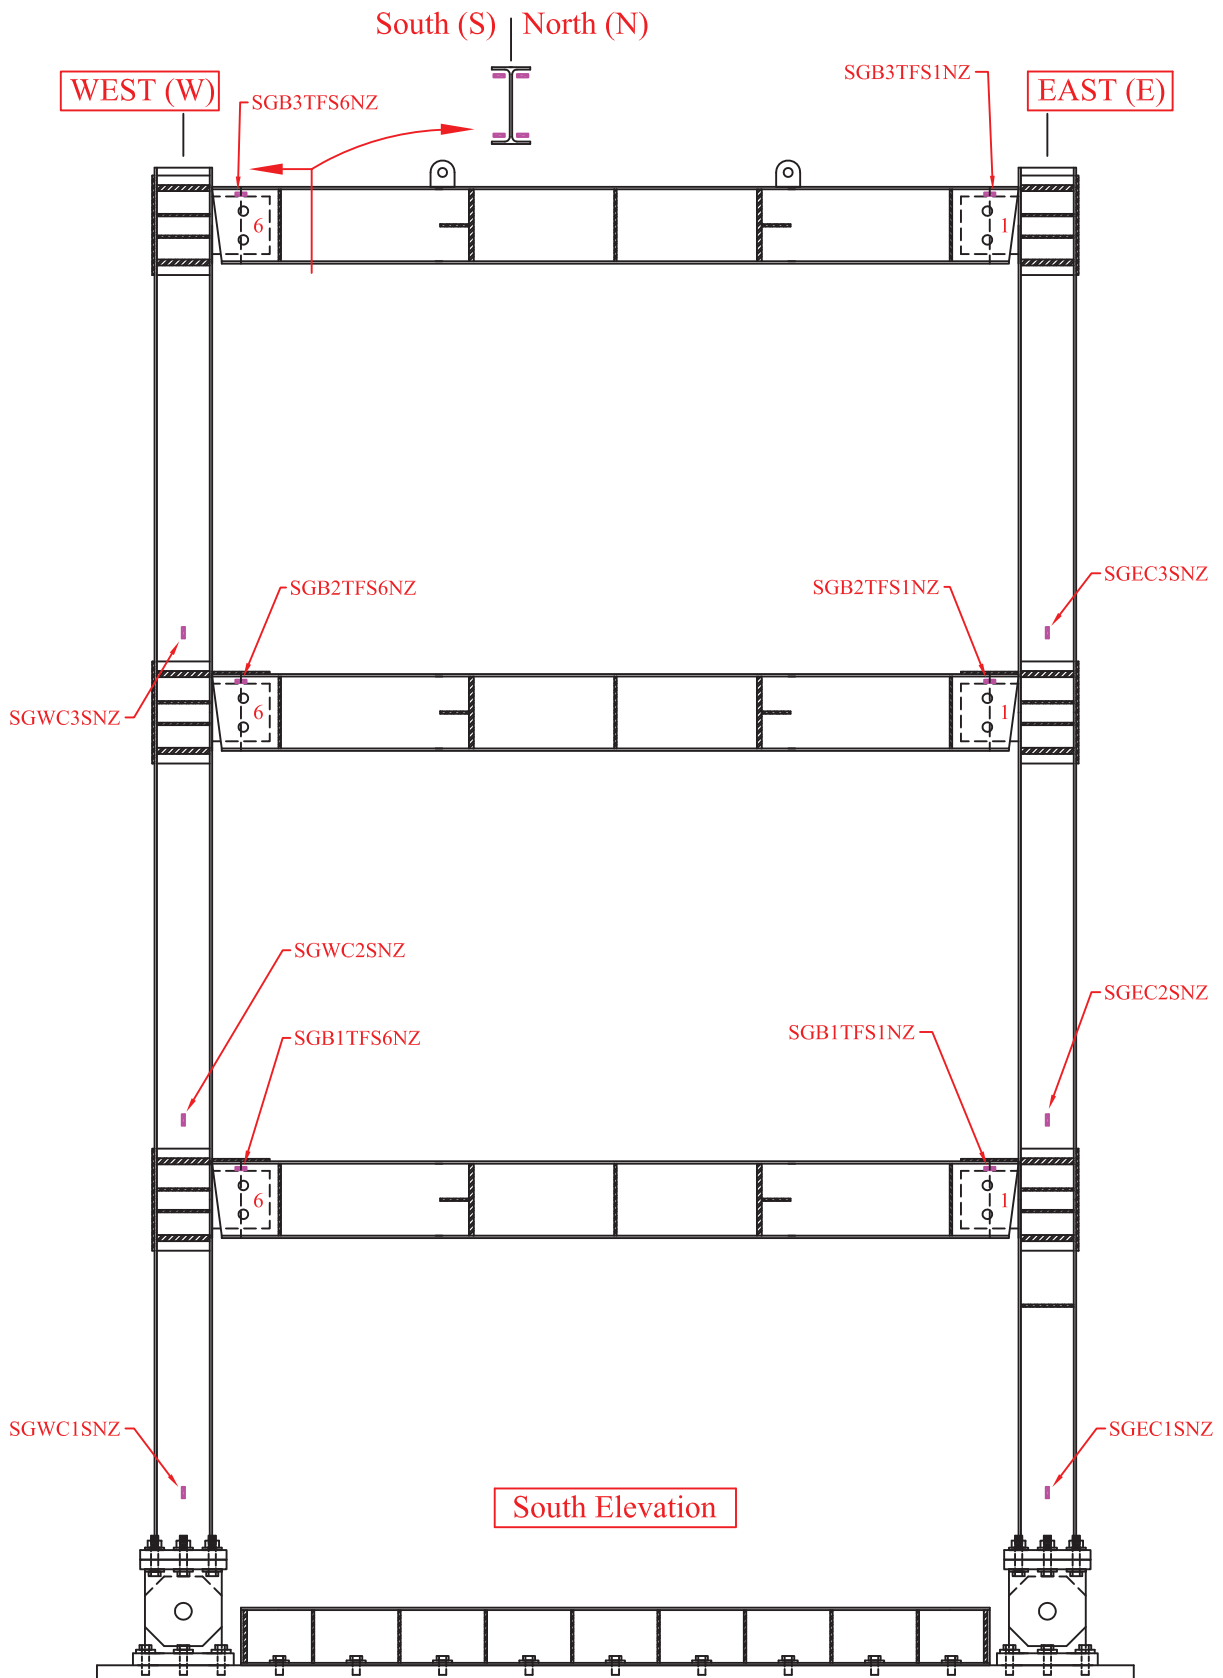 South (S) North (N)
WEST (W)
SGB3TFS6NZ
SGB3TFS1NZ
EAST (E)
6
1
SGB2TFS6NZ
SGB2TFS1NZ
SGEC3SNZ
SGWC3SNZ
6
1
SGWC2SNZ
SGEC2SNZ
SGB1TFS6NZ
SGB1TFS1NZ
6
1
SGWC1SNZ
SGEC1SNZ
South Elevation